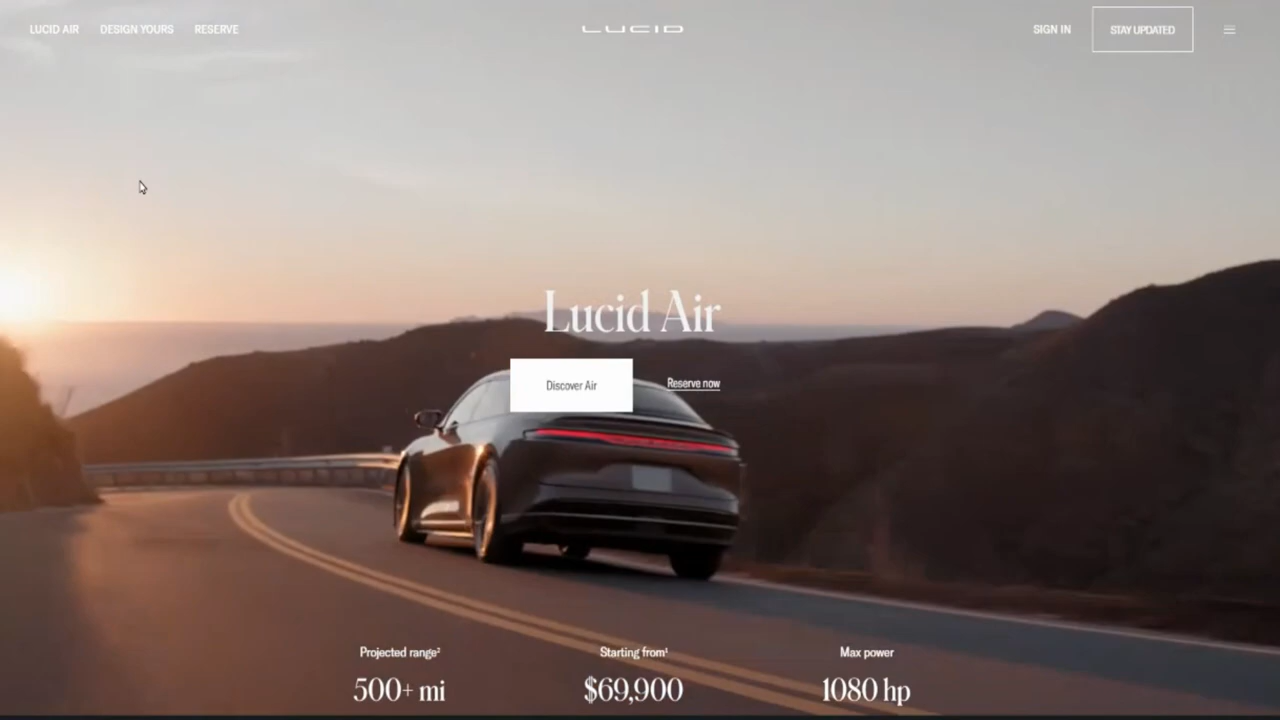 LUCID AIR DESIGN YOURS RESERVE LUCID SIGN IN STAY UPDATED
Lucid Air
Discover Air Reserve now
Projected range² Starting from¹ Max power
500+ mi $69,900 1080 hp